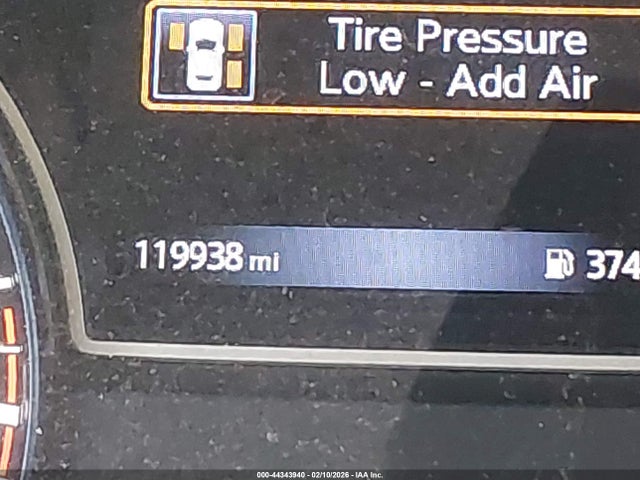 Tire Pressure
Low - Add Air
119938 mi
374
000-44343940 - 02/10/2026 - IAA Inc.